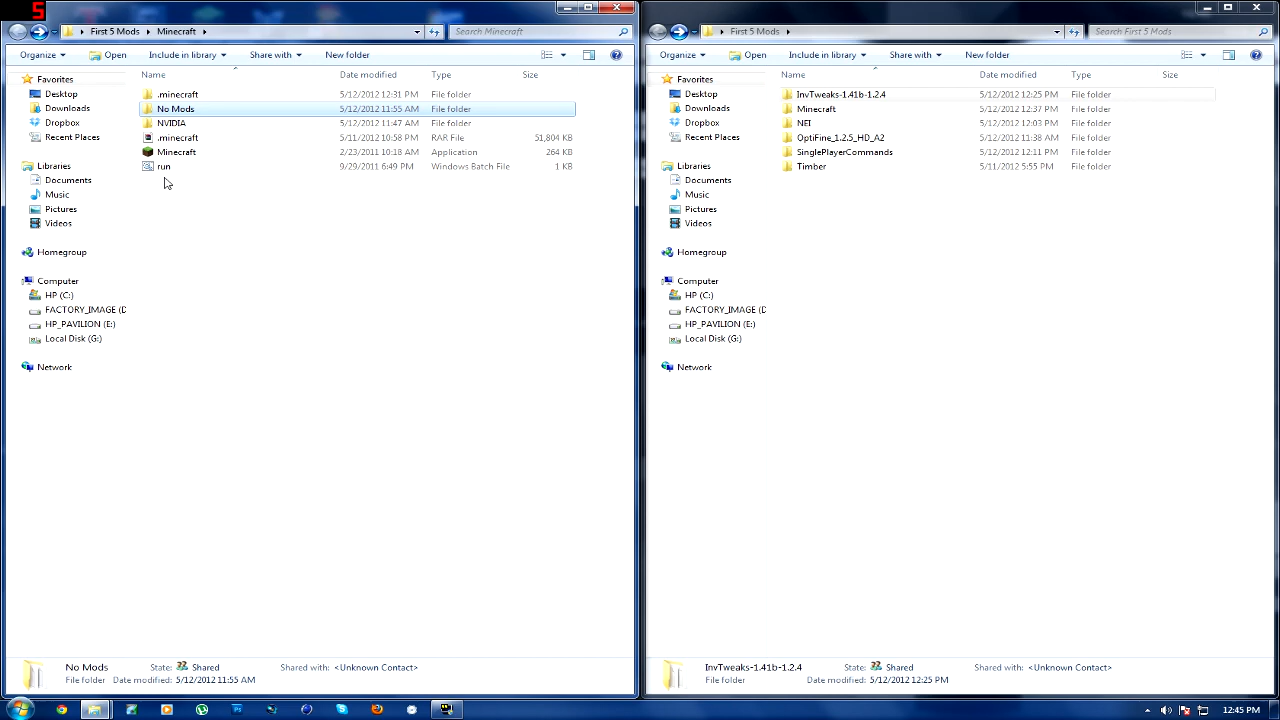 5
First 5 Mods Minecraft
Search Minecraft
Organize Open Include in library Share with New folder
Favorites
Desktop
Downloads
Dropbox
Recent Places
Libraries
Documents
Music
Pictures
Videos
Homegroup
Computer
HP (C:)
FACTORY_IMAGE (D
HP_PAVILION (E:)
Local Disk (G:)
Network
Name Date modified Type Size
.minecraft 5/12/2012 12:31 PM File folder
No Mods 5/12/2012 11:55 AM File folder
NVIDIA 5/12/2012 11:47 AM File folder
.minecraft 5/11/2012 10:58 PM RAR File 51,804 KB
Minecraft 2/23/2011 10:18 AM Application 264 KB
run 9/29/2011 6:49 PM Windows Batch File 1 KB
No Mods State: Shared Shared with: <Unknown Contact>
File folder Date modified: 5/12/2012 11:55 AM
First 5 Mods
Search First 5 Mods
Organize Open Include in library Share with New folder
Favorites
Desktop
Downloads
Dropbox
Recent Places
Libraries
Documents
Music
Pictures
Videos
Homegroup
Computer
HP (C:)
FACTORY_IMAGE (D
HP_PAVILION (E:)
Local Disk (G:)
Network
Name Date modified Type Size
InvTweaks-1.41b-1.2.4 5/12/2012 12:25 PM File folder
Minecraft 5/12/2012 12:37 PM File folder
NEI 5/12/2012 12:03 PM File folder
OptiFine_1.2.5_HD_A2 5/12/2012 11:38 AM File folder
SinglePlayerCommands 5/12/2012 12:11 PM File folder
Timber 5/11/2012 5:55 PM File folder
InvTweaks-1.41b-1.2.4 State: Shared Shared with: <Unknown Contact>
File folder Date modified: 5/12/2012 12:25 PM
12:45 PM